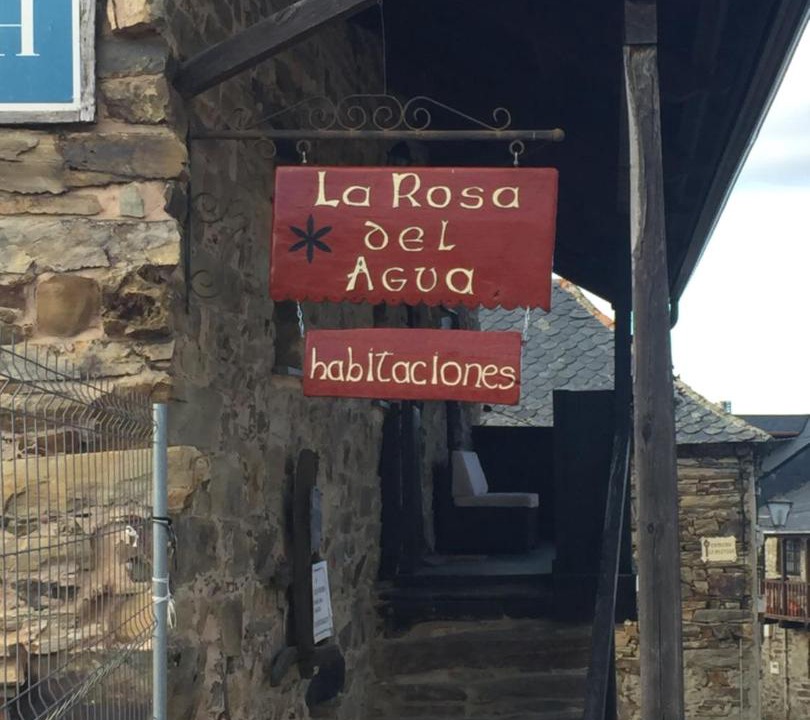 H
La Rosa
del
Agua
habitaciones